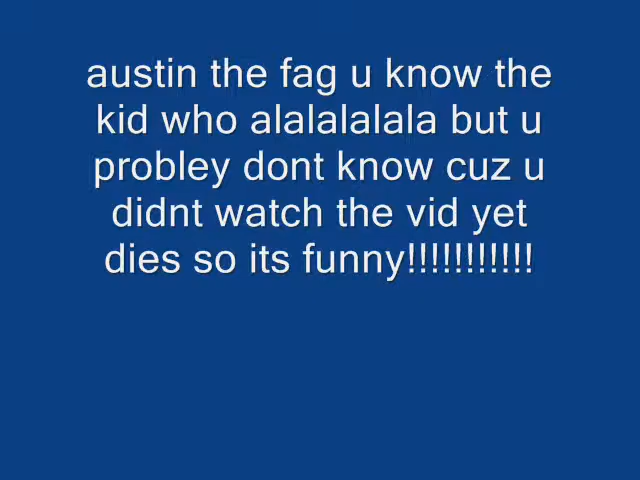 austin the fag u know the
kid who alalalalala but u
probley dont know cuz u
didnt watch the vid yet
dies so its funny!!!!!!!!!!!